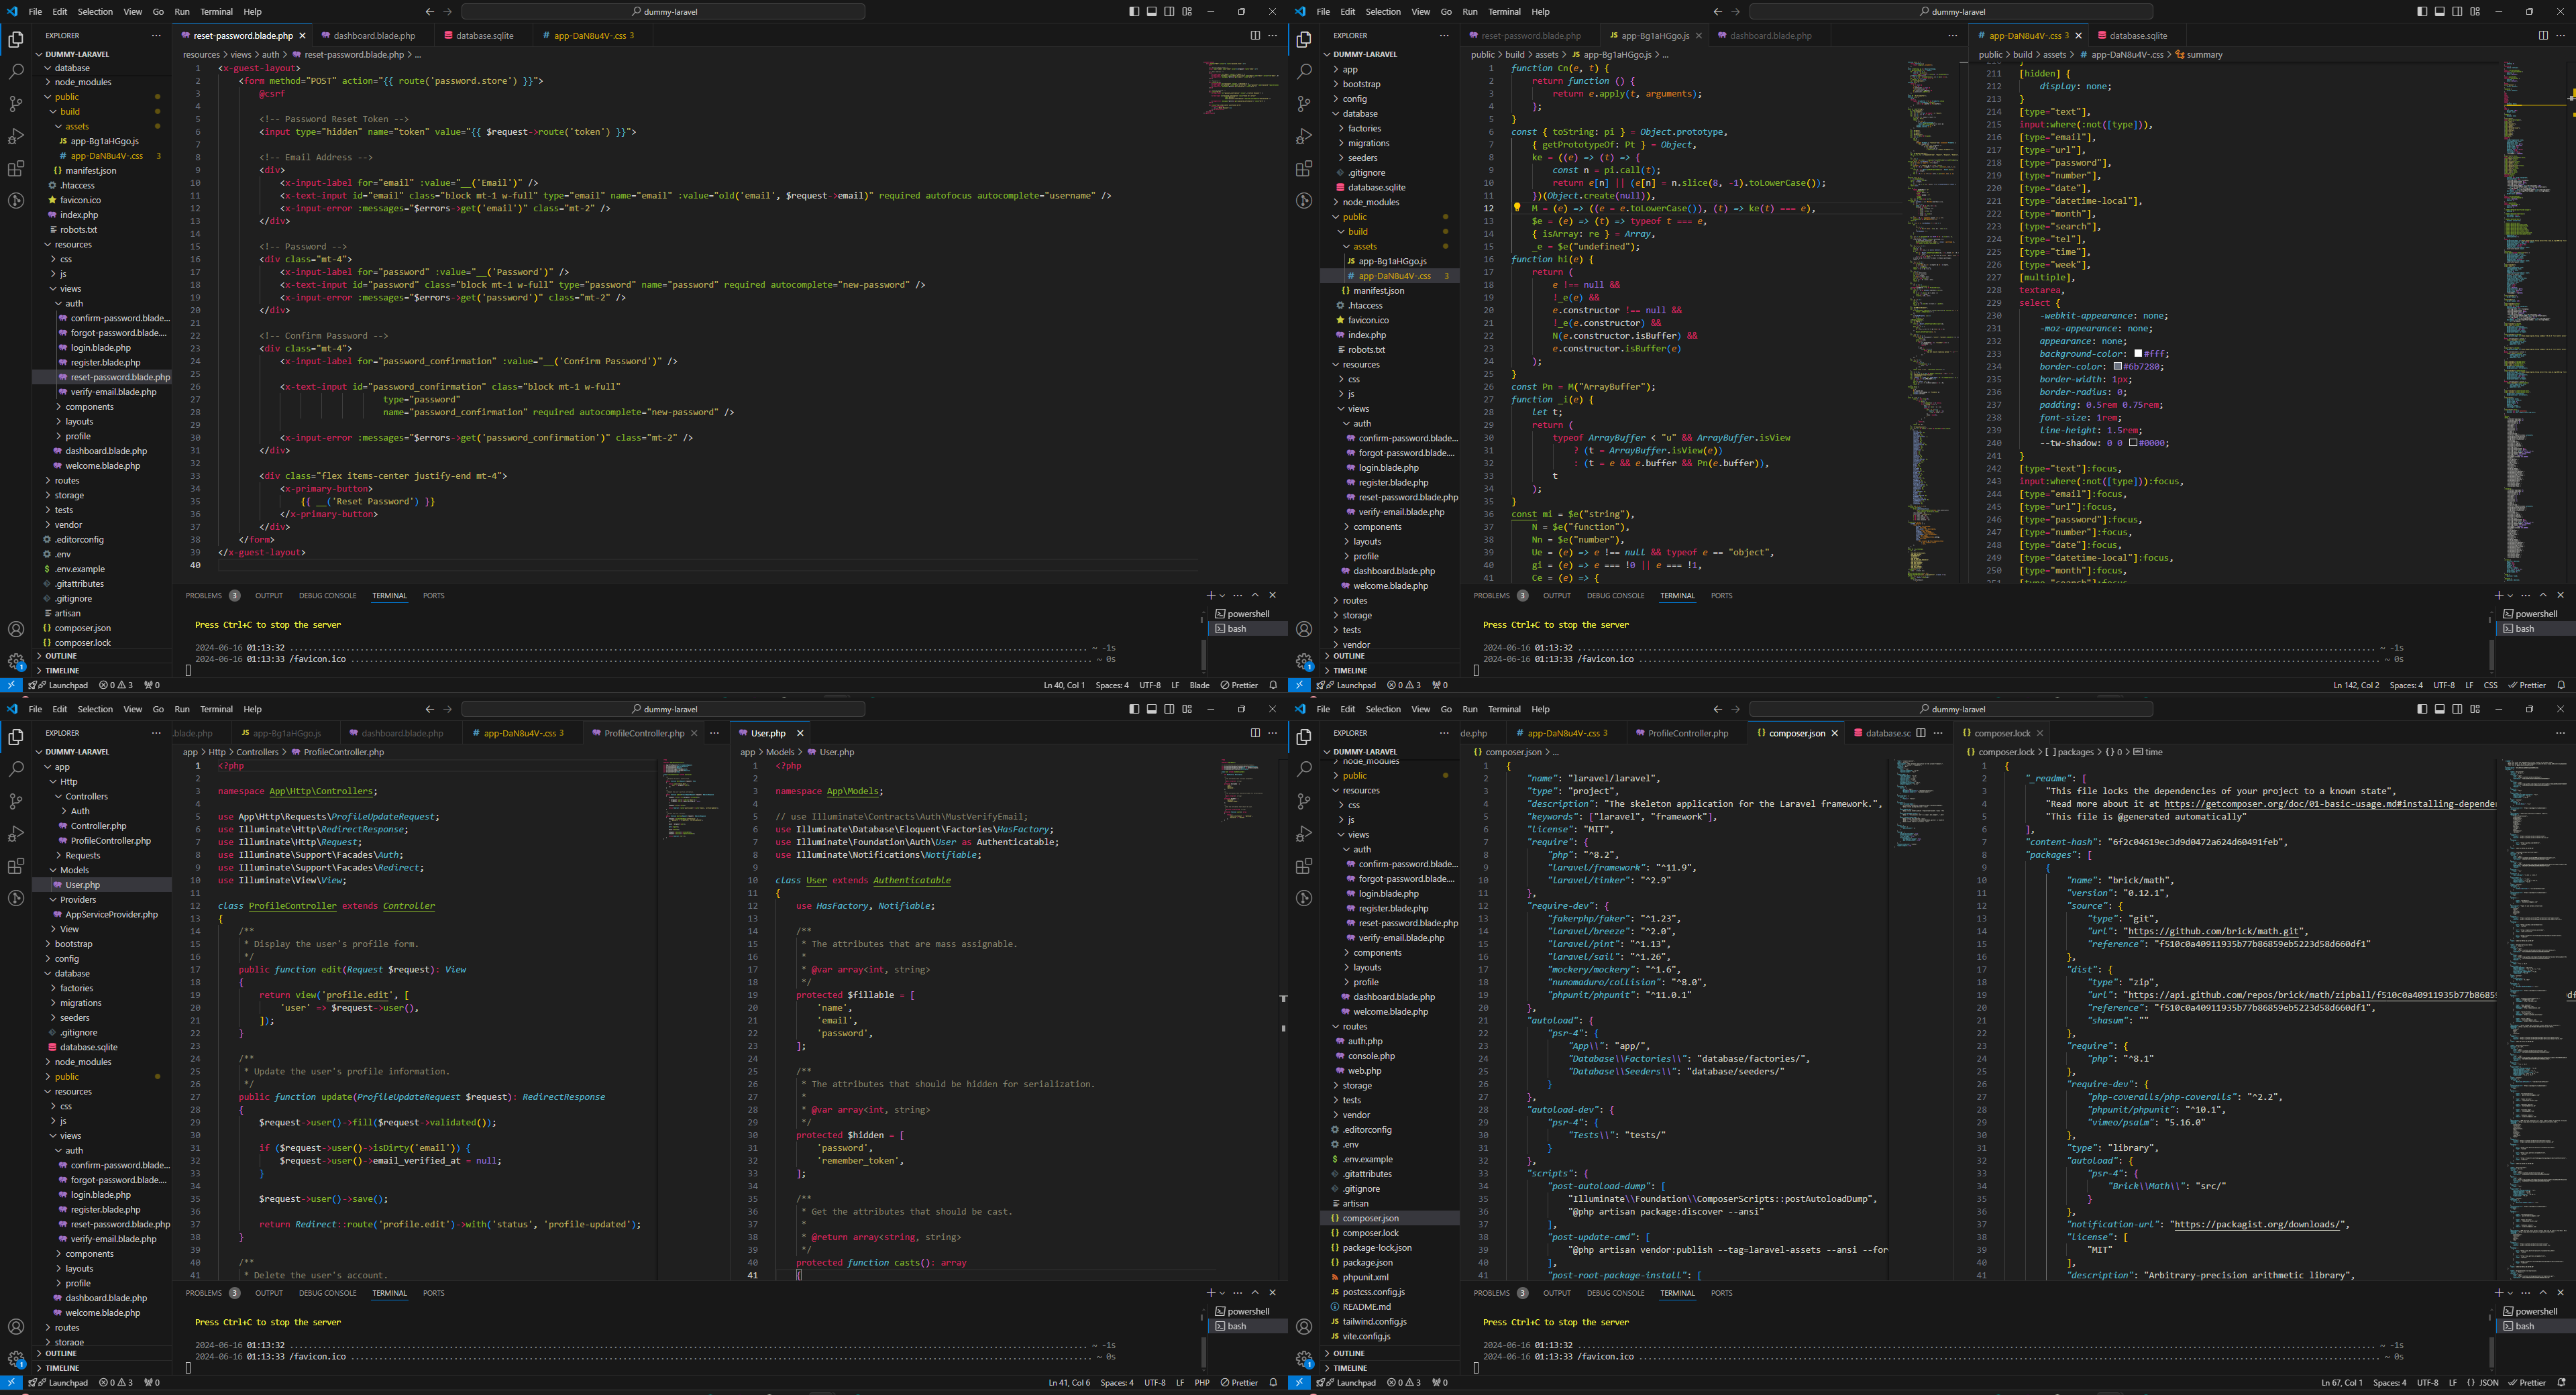 File Edit Selection View Go Run Terminal Help
dummy-laravel
EXPLORER
DUMMY-LARAVEL
database
node_modules
public
build
assets
app-Bg1aHGgo.js
app-DaN8u4V-.css 3
manifest.json
.htaccess
favicon.ico
index.php
robots.txt
resources
css
js
views
auth
confirm-password.blade...
forgot-password.blade....
login.blade.php
register.blade.php
reset-password.blade.php
verify-email.blade.php
components
layouts
profile
dashboard.blade.php
welcome.blade.php
routes
storage
tests
vendor
.editorconfig
.env
.env.example
.gitattributes
.gitignore
artisan
composer.json
composer.lock
OUTLINE
TIMELINE
reset-password.blade.php dashboard.blade.php database.sqlite app-DaN8u4V-.css 3
resources > views > auth > reset-password.blade.php > ...
1 <x-guest-layout>
2 <form method="POST" action="{{ route('password.store') }}">
3 @csrf
4
5 <!-- Password Reset Token -->
6 <input type="hidden" name="token" value="{{ $request->route('token') }}">
7
8 <!-- Email Address -->
9 <div>
10 <x-input-label for="email" :value="__('Email')" />
11 <x-text-input id="email" class="block mt-1 w-full" type="email" name="email" :value="old('email', $request->email)" required autofocus autocomplete="username" />
12 <x-input-error :messages="$errors->get('email')" class="mt-2" />
13 </div>
14
15 <!-- Password -->
16 <div class="mt-4">
17 <x-input-label for="password" :value="__('Password')" />
18 <x-text-input id="password" class="block mt-1 w-full" type="password" name="password" required autocomplete="new-password" />
19 <x-input-error :messages="$errors->get('password')" class="mt-2" />
20 </div>
21
22 <!-- Confirm Password -->
23 <div class="mt-4">
24 <x-input-label for="password_confirmation" :value="__('Confirm Password')" />
25
26 <x-text-input id="password_confirmation" class="block mt-1 w-full"
27 type="password"
28 name="password_confirmation" required autocomplete="new-password" />
29
30 <x-input-error :messages="$errors->get('password_confirmation')" class="mt-2" />
31 </div>
32
33 <div class="flex items-center justify-end mt-4">
34 <x-primary-button>
35 {{ __('Reset Password') }}
36 </x-primary-button>
37 </div>
38 </form>
39 </x-guest-layout>
40
PROBLEMS 3 OUTPUT DEBUG CONSOLE TERMINAL PORTS
powershell
bash
Press Ctrl+C to stop the server
2024-06-16 01:13:32 ~ -1s
2024-06-16 01:13:33 /favicon.ico ~ 0s
Launchpad 0 3 0 Ln 40, Col 1 Spaces: 4 UTF-8 LF Blade Prettier
File Edit Selection View Go Run Terminal Help
dummy-laravel
EXPLORER
DUMMY-LARAVEL
app
bootstrap
config
database
factories
migrations
seeders
.gitignore
database.sqlite
node_modules
public
build
assets
app-Bg1aHGgo.js
app-DaN8u4V-.css 3
manifest.json
.htaccess
favicon.ico
index.php
robots.txt
resources
css
js
views
auth
confirm-password.blade...
forgot-password.blade....
login.blade.php
register.blade.php
reset-password.blade.php
verify-email.blade.php
components
layouts
profile
dashboard.blade.php
welcome.blade.php
routes
storage
tests
vendor
OUTLINE
TIMELINE
reset-password.blade.php app-Bg1aHGgo.js dashboard.blade.php
public > build > assets > app-Bg1aHGgo.js > ...
1 function Cn(e, t) {
2 return function () {
3 return e.apply(t, arguments);
4 };
5 }
6 const { toString: pi } = Object.prototype,
7 { getPrototypeOf: Pt } = Object,
8 ke = ((e) => (t) => {
9 const n = pi.call(t);
10 return e[n] || (e[n] = n.slice(8, -1).toLowerCase());
11 })(Object.create(null)),
12 M = (e) => ((e = e.toLowerCase()), (t) => ke(t) === e),
13 $e = (e) => (t) => typeof t === e,
14 { isArray: re } = Array,
15 _e = $e("undefined");
16 function hi(e) {
17 return (
18 e !== null &&
19 !_e(e) &&
20 e.constructor !== null &&
21 !_e(e.constructor) &&
22 N(e.constructor.isBuffer) &&
23 e.constructor.isBuffer(e)
24 );
25 }
26 const Pn = M("ArrayBuffer");
27 function _i(e) {
28 let t;
29 return (
30 typeof ArrayBuffer < "u" && ArrayBuffer.isView
31 ? (t = ArrayBuffer.isView(e))
32 : (t = e && e.buffer && Pn(e.buffer)),
33 t
34 );
35 }
36 const mi = $e("string"),
37 N = $e("function"),
38 Nn = $e("number"),
39 Ue = (e) => e !== null && typeof e == "object",
40 gi = (e) => e === !0 || e === !1,
41 Ce = (e) => {
app-DaN8u4V-.css 3 database.sqlite
public > build > assets > app-DaN8u4V-.css > summary
211 [hidden] {
212 display: none;
213 }
214 [type="text"],
215 input:where(:not([type])),
216 [type="email"],
217 [type="url"],
218 [type="password"],
219 [type="number"],
220 [type="date"],
221 [type="datetime-local"],
222 [type="month"],
223 [type="search"],
224 [type="tel"],
225 [type="time"],
226 [type="week"],
227 [multiple],
228 textarea,
229 select {
230 -webkit-appearance: none;
231 -moz-appearance: none;
232 appearance: none;
233 background-color: #fff;
234 border-color: #6b7280;
235 border-width: 1px;
236 border-radius: 0;
237 padding: 0.5rem 0.75rem;
238 font-size: 1rem;
239 line-height: 1.5rem;
240 --tw-shadow: 0 0 #0000;
241 }
242 [type="text"]:focus,
243 input:where(:not([type])):focus,
244 [type="email"]:focus,
245 [type="url"]:focus,
246 [type="password"]:focus,
247 [type="number"]:focus,
248 [type="date"]:focus,
249 [type="datetime-local"]:focus,
250 [type="month"]:focus,
251 [type="search"]:focus
PROBLEMS 3 OUTPUT DEBUG CONSOLE TERMINAL PORTS
powershell
bash
Press Ctrl+C to stop the server
2024-06-16 01:13:32 ~ -1s
2024-06-16 01:13:33 /favicon.ico ~ 0s
Launchpad 0 3 0 Ln 142, Col 2 Spaces: 4 UTF-8 LF CSS Prettier
File Edit Selection View Go Run Terminal Help
dummy-laravel
EXPLORER
DUMMY-LARAVEL
app
Http
Controllers
Auth
Controller.php
ProfileController.php
Requests
Models
User.php
Providers
AppServiceProvider.php
View
bootstrap
config
database
factories
migrations
seeders
.gitignore
database.sqlite
node_modules
public
resources
css
js
views
auth
confirm-password.blade...
forgot-password.blade....
login.blade.php
register.blade.php
reset-password.blade.php
verify-email.blade.php
components
layouts
profile
dashboard.blade.php
welcome.blade.php
routes
storage
OUTLINE
TIMELINE
.blade.php app-Bg1aHGgo.js dashboard.blade.php app-DaN8u4V-.css 3 ProfileController.php
app > Http > Controllers > ProfileController.php
1 <?php
2
3 namespace App\Http\Controllers;
4
5 use App\Http\Requests\ProfileUpdateRequest;
6 use Illuminate\Http\RedirectResponse;
7 use Illuminate\Http\Request;
8 use Illuminate\Support\Facades\Auth;
9 use Illuminate\Support\Facades\Redirect;
10 use Illuminate\View\View;
11
12 class ProfileController extends Controller
13 {
14 /**
15 * Display the user's profile form.
16 */
17 public function edit(Request $request): View
18 {
19 return view('profile.edit', [
20 'user' => $request->user(),
21 ]);
22 }
23
24 /**
25 * Update the user's profile information.
26 */
27 public function update(ProfileUpdateRequest $request): RedirectResponse
28 {
29 $request->user()->fill($request->validated());
30
31 if ($request->user()->isDirty('email')) {
32 $request->user()->email_verified_at = null;
33 }
34
35 $request->user()->save();
36
37 return Redirect::route('profile.edit')->with('status', 'profile-updated');
38 }
39
40 /**
41 * Delete the user's account.
User.php
app > Models > User.php
1 <?php
2
3 namespace App\Models;
4
5 // use Illuminate\Contracts\Auth\MustVerifyEmail;
6 use Illuminate\Database\Eloquent\Factories\HasFactory;
7 use Illuminate\Foundation\Auth\User as Authenticatable;
8 use Illuminate\Notifications\Notifiable;
9
10 class User extends Authenticatable
11 {
12 use HasFactory, Notifiable;
13
14 /**
15 * The attributes that are mass assignable.
16 *
17 * @var array<int, string>
18 */
19 protected $fillable = [
20 'name',
21 'email',
22 'password',
23 ];
24
25 /**
26 * The attributes that should be hidden for serialization.
27 *
28 * @var array<int, string>
29 */
30 protected $hidden = [
31 'password',
32 'remember_token',
33 ];
34
35 /**
36 * Get the attributes that should be cast.
37 *
38 * @return array<string, string>
39 */
40 protected function casts(): array
41 {
PROBLEMS 3 OUTPUT DEBUG CONSOLE TERMINAL PORTS
powershell
bash
Press Ctrl+C to stop the server
2024-06-16 01:13:32 ~ -1s
2024-06-16 01:13:33 /favicon.ico ~ 0s
Launchpad 0 3 0 Ln 41, Col 6 Spaces: 4 UTF-8 LF PHP Prettier
File Edit Selection View Go Run Terminal Help
dummy-laravel
EXPLORER
DUMMY-LARAVEL
node_modules
public
resources
css
js
views
auth
confirm-password.blade...
forgot-password.blade....
login.blade.php
register.blade.php
reset-password.blade.php
verify-email.blade.php
components
layouts
profile
dashboard.blade.php
welcome.blade.php
routes
auth.php
console.php
web.php
storage
tests
vendor
.editorconfig
.env
.env.example
.gitattributes
.gitignore
artisan
composer.json
composer.lock
package-lock.json
package.json
phpunit.xml
postcss.config.js
README.md
tailwind.config.js
vite.config.js
OUTLINE
TIMELINE
de.php app-DaN8u4V-.css 3 ProfileController.php composer.json database.sc
composer.json > ...
1 {
2 "name": "laravel/laravel",
3 "type": "project",
4 "description": "The skeleton application for the Laravel framework.",
5 "keywords": ["laravel", "framework"],
6 "license": "MIT",
7 "require": {
8 "php": "^8.2",
9 "laravel/framework": "^11.9",
10 "laravel/tinker": "^2.9"
11 },
12 "require-dev": {
13 "fakerphp/faker": "^1.23",
14 "laravel/breeze": "^2.0",
15 "laravel/pint": "^1.13",
16 "laravel/sail": "^1.26",
17 "mockery/mockery": "^1.6",
18 "nunomaduro/collision": "^8.0",
19 "phpunit/phpunit": "^11.0.1"
20 },
21 "autoload": {
22 "psr-4": {
23 "App\\": "app/",
24 "Database\\Factories\\": "database/factories/",
25 "Database\\Seeders\\": "database/seeders/"
26 }
27 },
28 "autoload-dev": {
29 "psr-4": {
30 "Tests\\": "tests/"
31 }
32 },
33 "scripts": {
34 "post-autoload-dump": [
35 "Illuminate\\Foundation\\ComposerScripts::postAutoloadDump",
36 "@php artisan package:discover --ansi"
37 ],
38 "post-update-cmd": [
39 "@php artisan vendor:publish --tag=laravel-assets --ansi --for
40 ],
41 "post-root-package-install": [
composer.lock
composer.lock > [ ] packages > { } 0 > time
1 {
2 "_readme": [
3 "This file locks the dependencies of your project to a known state",
4 "Read more about it at https://getcomposer.org/doc/01-basic-usage.md#installing-depende
5 "This file is @generated automatically"
6 ],
7 "content-hash": "6f2c04619ec3d9d0472a624d60491feb",
8 "packages": [
9 {
10 "name": "brick/math",
11 "version": "0.12.1",
12 "source": {
13 "type": "git",
14 "url": "https://github.com/brick/math.git",
15 "reference": "f510c0a40911935b77b86859eb5223d58d660df1"
16 },
17 "dist": {
18 "type": "zip",
19 "url": "https://api.github.com/repos/brick/math/zipball/f510c0a40911935b77b8685
20 "reference": "f510c0a40911935b77b86859eb5223d58d660df1",
21 "shasum": ""
22 },
23 "require": {
24 "php": "^8.1"
25 },
26 "require-dev": {
27 "php-coveralls/php-coveralls": "^2.2",
28 "phpunit/phpunit": "^10.1",
29 "vimeo/psalm": "5.16.0"
30 },
31 "type": "library",
32 "autoload": {
33 "psr-4": {
34 "Brick\\Math\\": "src/"
35 }
36 },
37 "notification-url": "https://packagist.org/downloads/",
38 "license": [
39 "MIT"
40 ],
41 "description": "Arbitrary-precision arithmetic library",
PROBLEMS 3 OUTPUT DEBUG CONSOLE TERMINAL PORTS
powershell
bash
Press Ctrl+C to stop the server
2024-06-16 01:13:32 ~ -1s
2024-06-16 01:13:33 /favicon.ico ~ 0s
Launchpad 0 3 0 Ln 67, Col 1 Spaces: 4 UTF-8 LF { } JSON Prettier